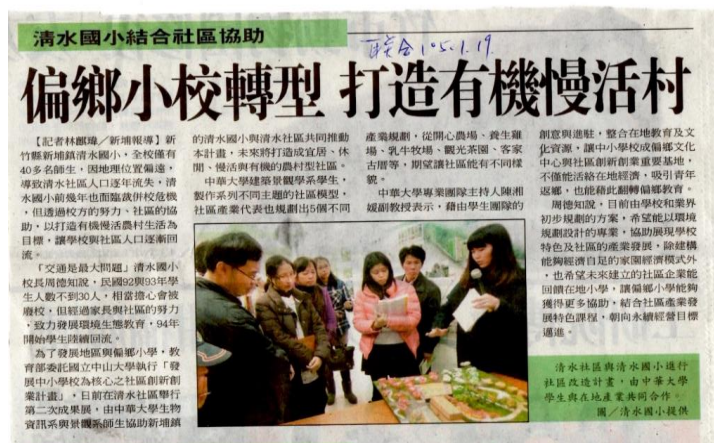 清水國小結合社區協助
聯合 105.1.19
偏鄉小校轉型 打造有機慢活村
【記者林麒瑋／新埔報導】新
竹縣新埔鎮清水國小，全校僅有
40多名師生，因地理位置偏遠，
導致清水社區人口逐年流失，清
水國小前幾年也面臨裁併校危機
，但透過校方的努力、社區的協
助，以打造有機慢活農村生活為
目標，讓學校與社區人口逐漸回
流。
「交通是最大問題」清水國小
校長周德知說，民國92與93年學
生人數不到30人，相當擔心會被
廢校，但經過家長與社區的努力
，致力發展環境生態教育，94年
開始學生陸續回流。
為了發展地區與偏鄉小學，教
育部委託國立中山大學執行「發
展中小學校為核心之社區創新創
業計畫」，目前在清水社區舉行
第二次成果展，由中華大學生物
資訊系與景觀系師生協助新埔鎮
的清水國小與清水社區共同推動
本計畫，未來將打造成宜居、休
閒、慢活與有機的農村型社區。
中華大學建築景觀學系學生，
製作系列不同主題的社區模型，
社區產業代表也規劃出5個不同
產業規劃，從開心農場、養生雞
場、乳牛牧場、觀光茶園、客家
古厝等，期望讓社區能有不同樣
貌。
中華大學專業團隊主持人陳湘
媛副教授表示，藉由學生團隊的
創意與進駐，整合在地教育及文
化資源，讓中小學校成偏鄉文化
中心與社區創新創業重要基地，
不僅能活絡在地經濟，吸引青年
返鄉，也能藉此翻轉偏鄉教育。
周德知說，目前由學校和業界
初步規劃的方案，希望能以環境
規劃設計的專業，協助展現學校
特色及社區的產業發展，除建構
能夠經濟自足的家園經濟模式外
，也希望未來建立的社區企業能
回饋在地小學，讓偏鄉小學能夠
獲得更多協助，結合社區產業發
展特色課程，朝向永續經營目標
邁進。
清水社區與清水國小進行
社區改造計畫，由中華大學
學生與在地產業共同合作。
圖／清水國小提供